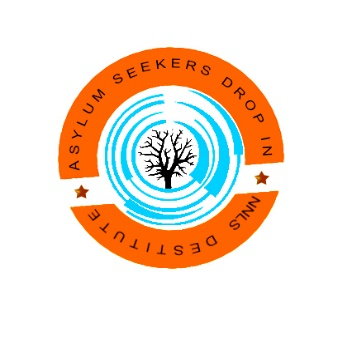 ASYLUM SEEKERS DROP IN
NNLS DESTITUTE